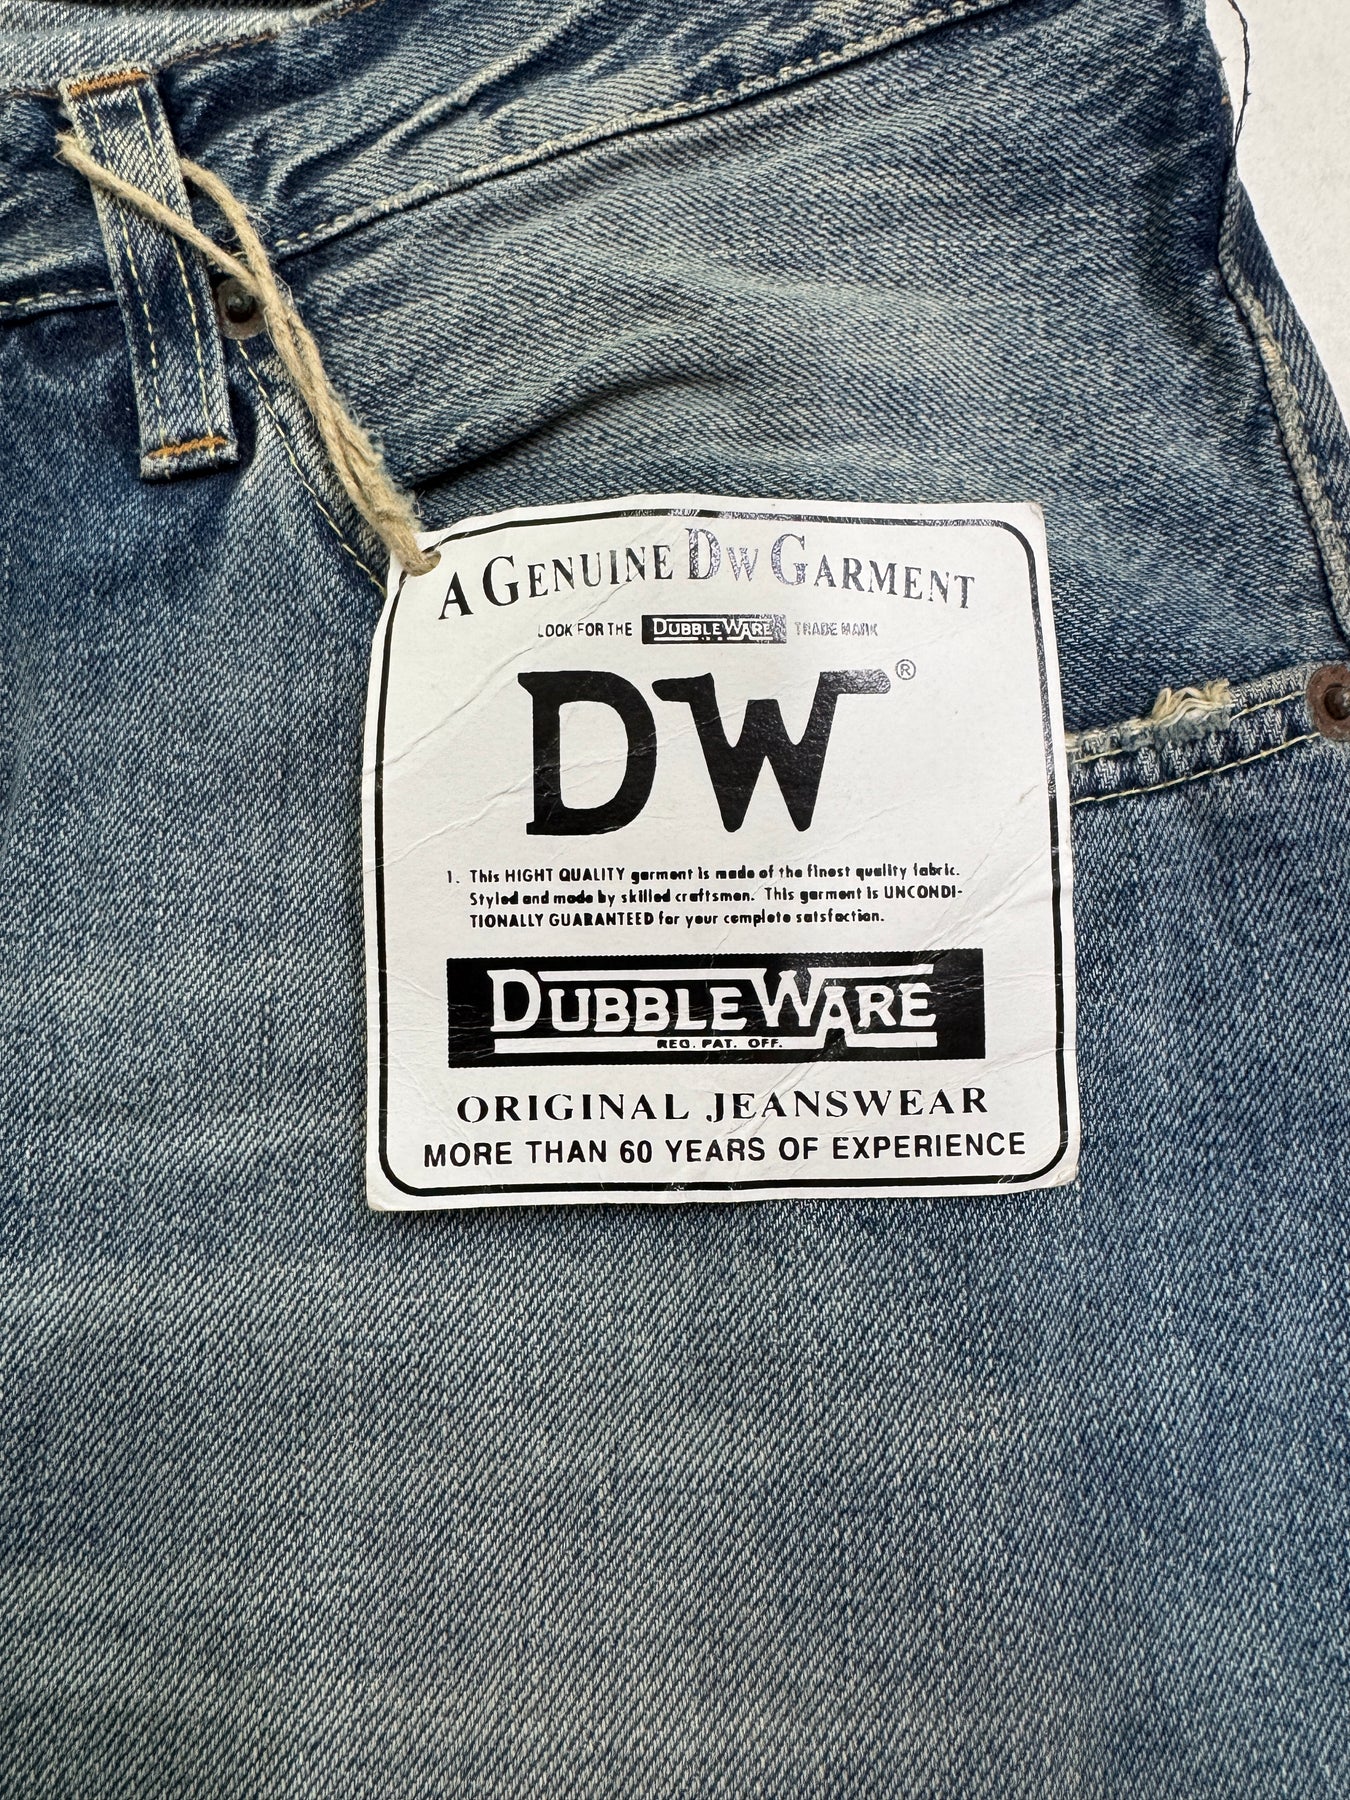 A GENUINE DW GARMENT
LOOK FOR THE DUBBLEWARE TRADE MARK
DW®
1. This HIGHT QUALITY garment is made of the finest quality fabric.
Styled and made by skilled craftsmen. This garment is UNCONDI-
TIONALLY GUARANTEED for your complete satsfaction.
DUBBLEWARE
REG. PAT. OFF.
ORIGINAL JEANSWEAR
MORE THAN 60 YEARS OF EXPERIENCE